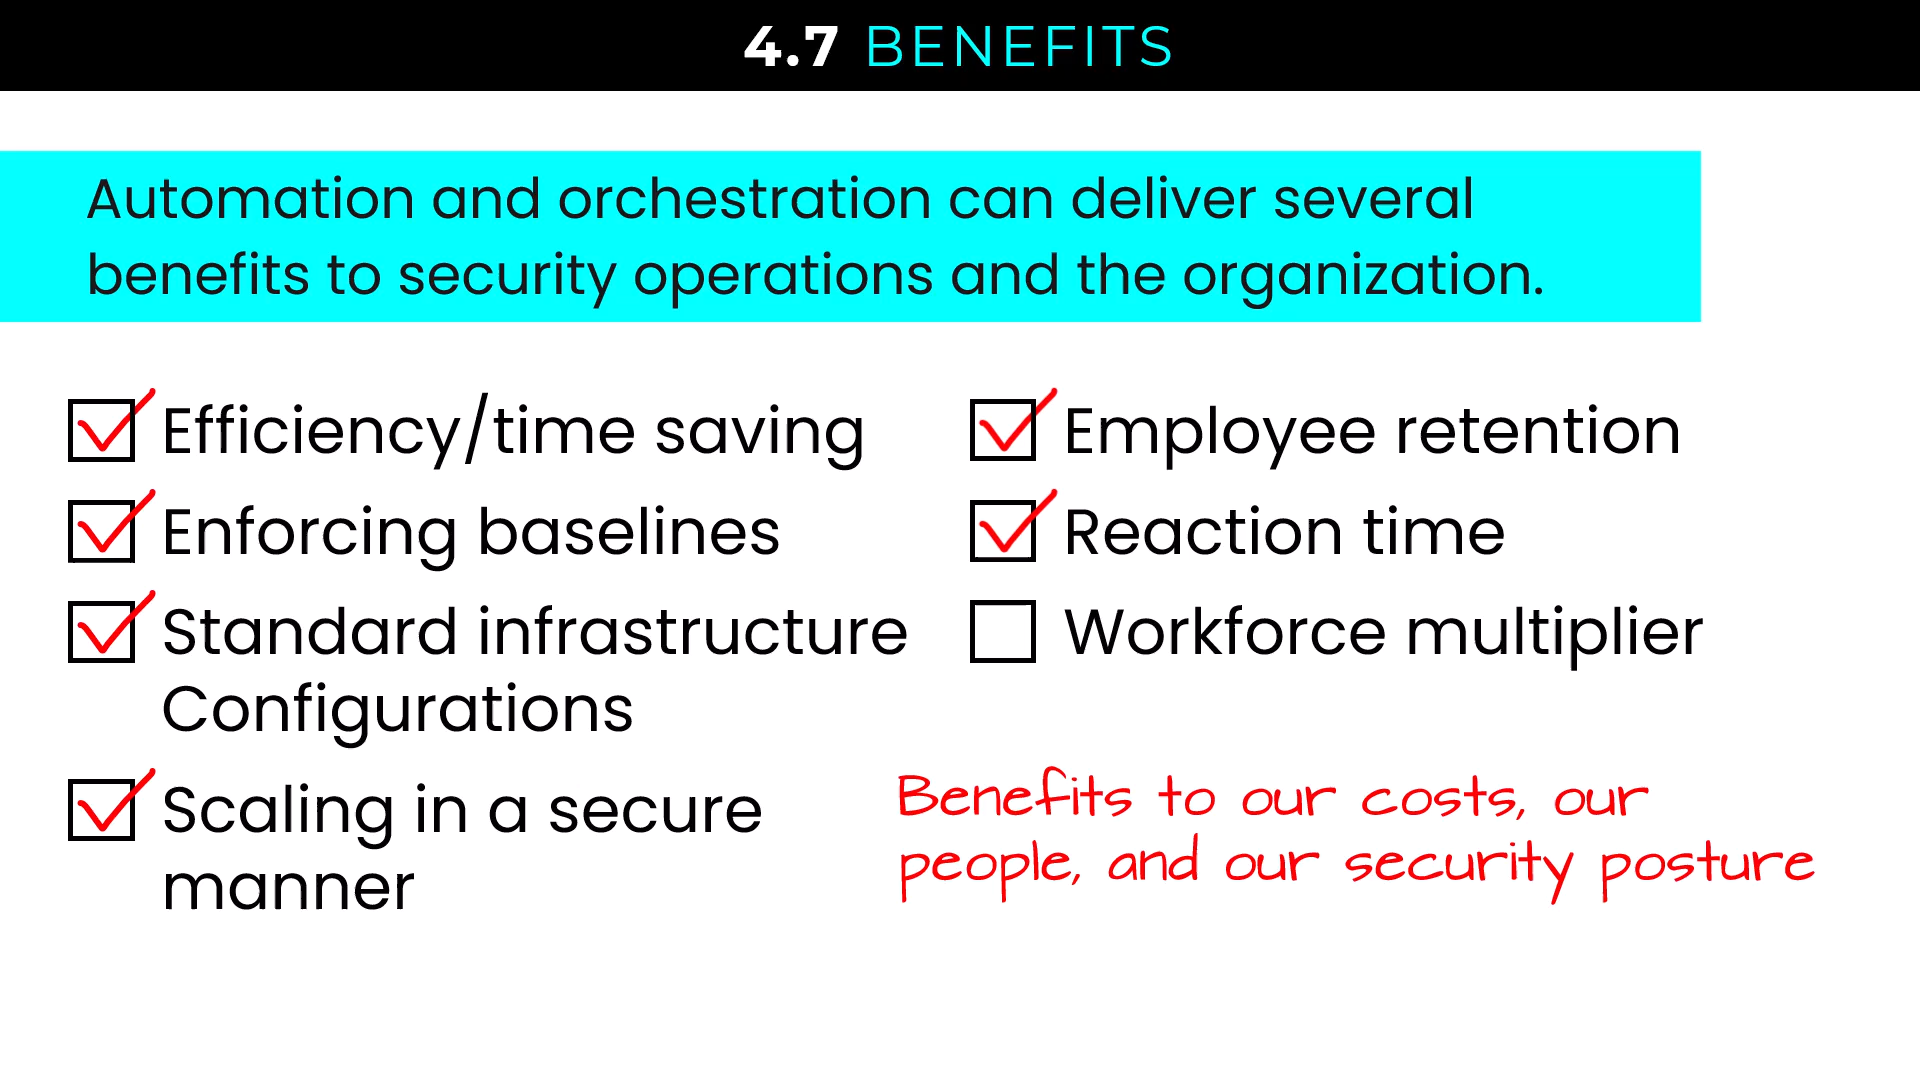 4.7 BENEFITS
Automation and orchestration can deliver several
benefits to security operations and the organization.
Efficiency/time saving
Enforcing baselines
Standard infrastructure
Configurations
Scaling in a secure
manner
Employee retention
Reaction time
Workforce multiplier
Benefits to our costs, our
people, and our security posture